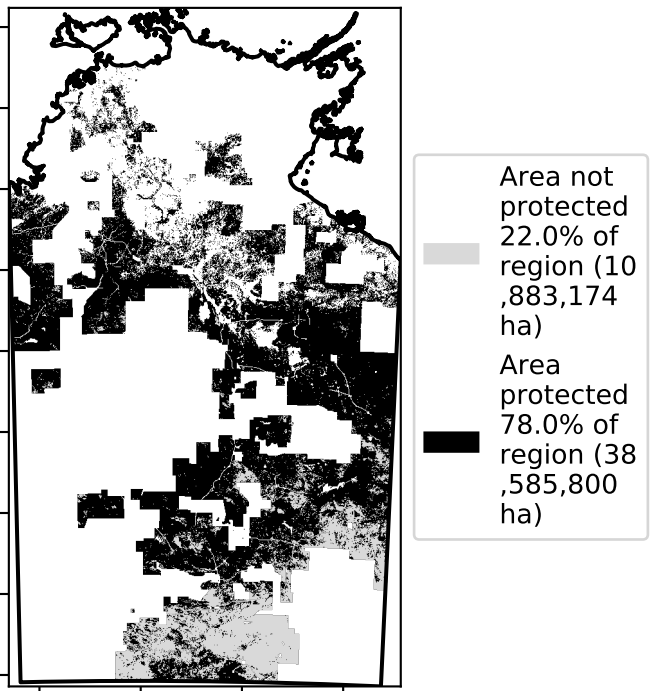 Area not
protected
22.0% of
region (10
,883,174
ha)
Area
protected
78.0% of
region (38
,585,800
ha)